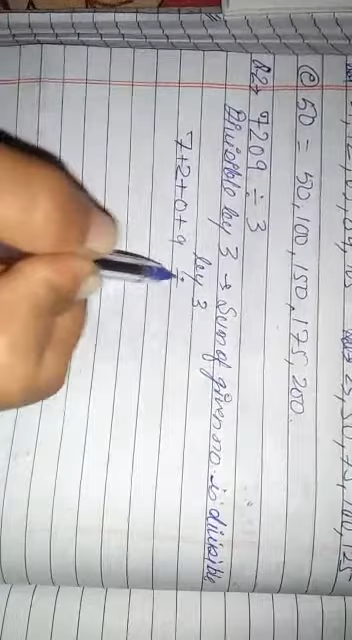 © 50 = 50, 100, 150, 175, 200.
7209 ÷ 3
Divisible by 3 → Sum of given no. is divisible
by 3
7+2+0+9 =